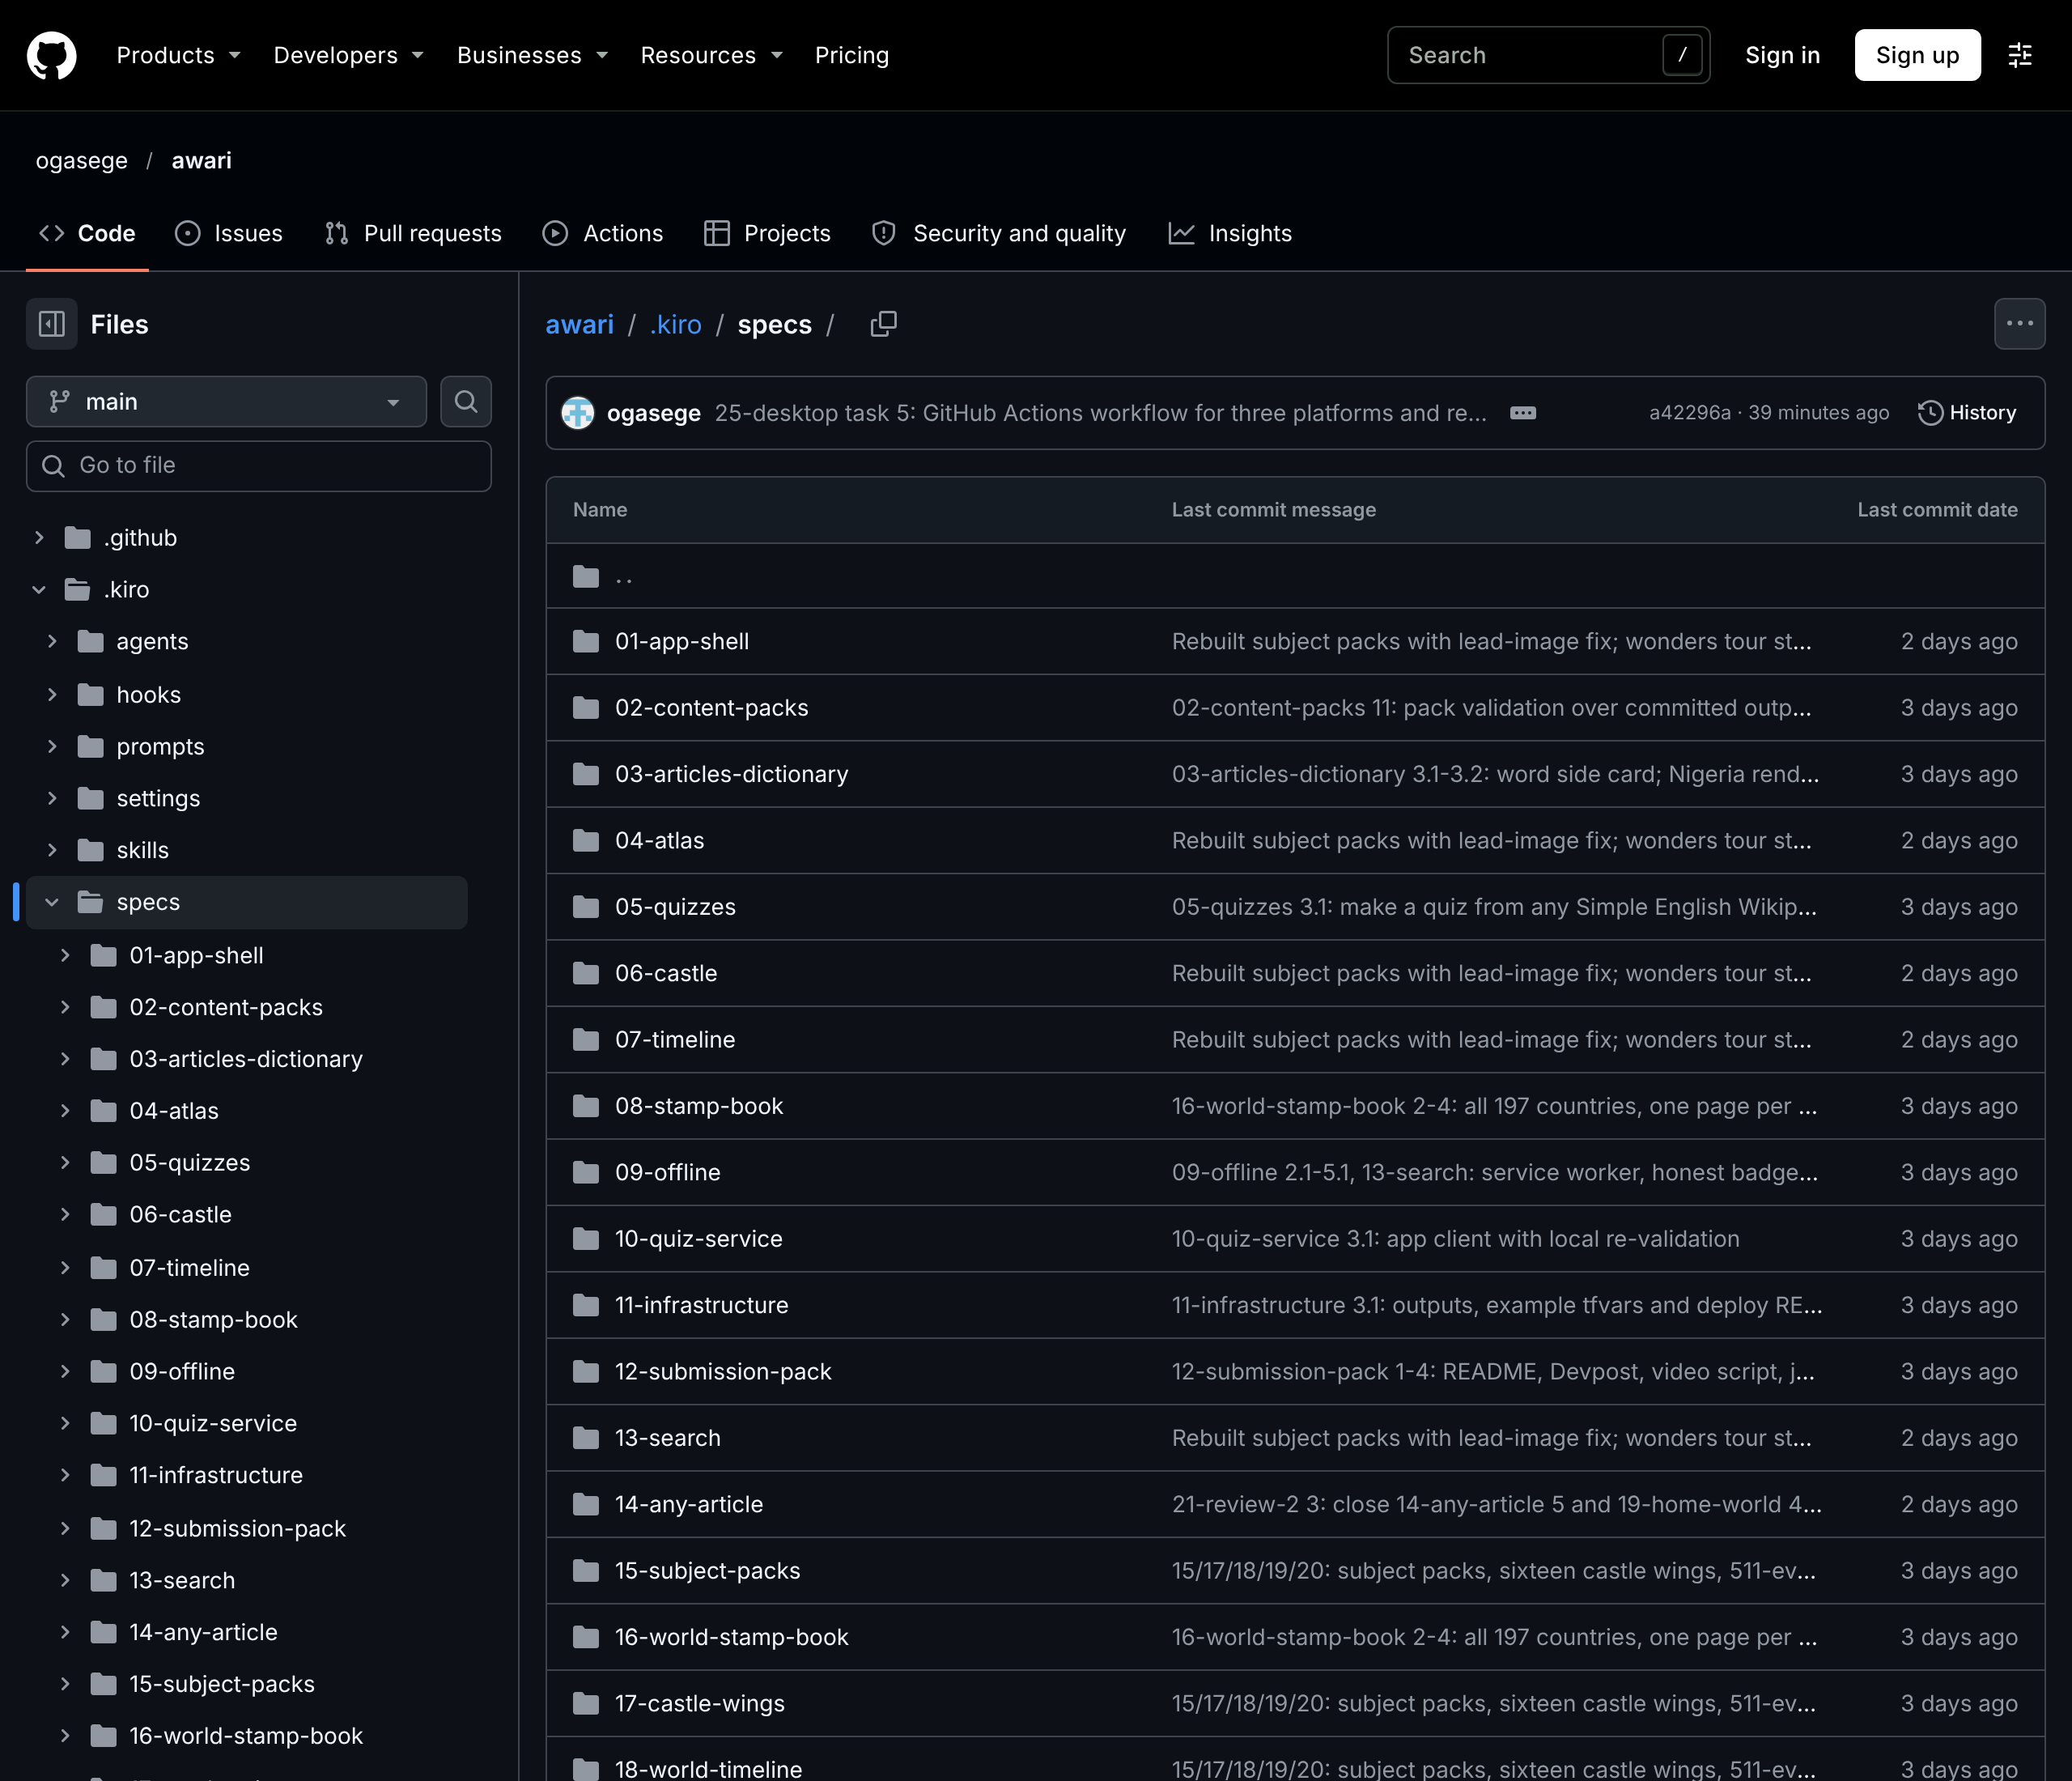 Products Developers Businesses Resources Pricing Search / Sign in Sign up
ogasege / awari
Code Issues Pull requests Actions Projects Security and quality Insights
Files
main
Go to file
.github
.kiro
agents
hooks
prompts
settings
skills
specs
01-app-shell
02-content-packs
03-articles-dictionary
04-atlas
05-quizzes
06-castle
07-timeline
08-stamp-book
09-offline
10-quiz-service
11-infrastructure
12-submission-pack
13-search
14-any-article
15-subject-packs
16-world-stamp-book
awari / .kiro / specs /
ogasege 25-desktop task 5: GitHub Actions workflow for three platforms and re... a42296a · 39 minutes ago History
Name Last commit message Last commit date
..
01-app-shell Rebuilt subject packs with lead-image fix; wonders tour st... 2 days ago
02-content-packs 02-content-packs 11: pack validation over committed outp... 3 days ago
03-articles-dictionary 03-articles-dictionary 3.1-3.2: word side card; Nigeria rend... 3 days ago
04-atlas Rebuilt subject packs with lead-image fix; wonders tour st... 2 days ago
05-quizzes 05-quizzes 3.1: make a quiz from any Simple English Wikip... 3 days ago
06-castle Rebuilt subject packs with lead-image fix; wonders tour st... 2 days ago
07-timeline Rebuilt subject packs with lead-image fix; wonders tour st... 2 days ago
08-stamp-book 16-world-stamp-book 2-4: all 197 countries, one page per ... 3 days ago
09-offline 09-offline 2.1-5.1, 13-search: service worker, honest badge... 3 days ago
10-quiz-service 10-quiz-service 3.1: app client with local re-validation 3 days ago
11-infrastructure 11-infrastructure 3.1: outputs, example tfvars and deploy RE... 3 days ago
12-submission-pack 12-submission-pack 1-4: README, Devpost, video script, j... 3 days ago
13-search Rebuilt subject packs with lead-image fix; wonders tour st... 2 days ago
14-any-article 21-review-2 3: close 14-any-article 5 and 19-home-world 4... 2 days ago
15-subject-packs 15/17/18/19/20: subject packs, sixteen castle wings, 511-ev... 3 days ago
16-world-stamp-book 16-world-stamp-book 2-4: all 197 countries, one page per ... 3 days ago
17-castle-wings 15/17/18/19/20: subject packs, sixteen castle wings, 511-ev... 3 days ago
18-world-timeline 15/17/18/19/20: subject packs, sixteen castle wings, 511-ev... 3 days ago